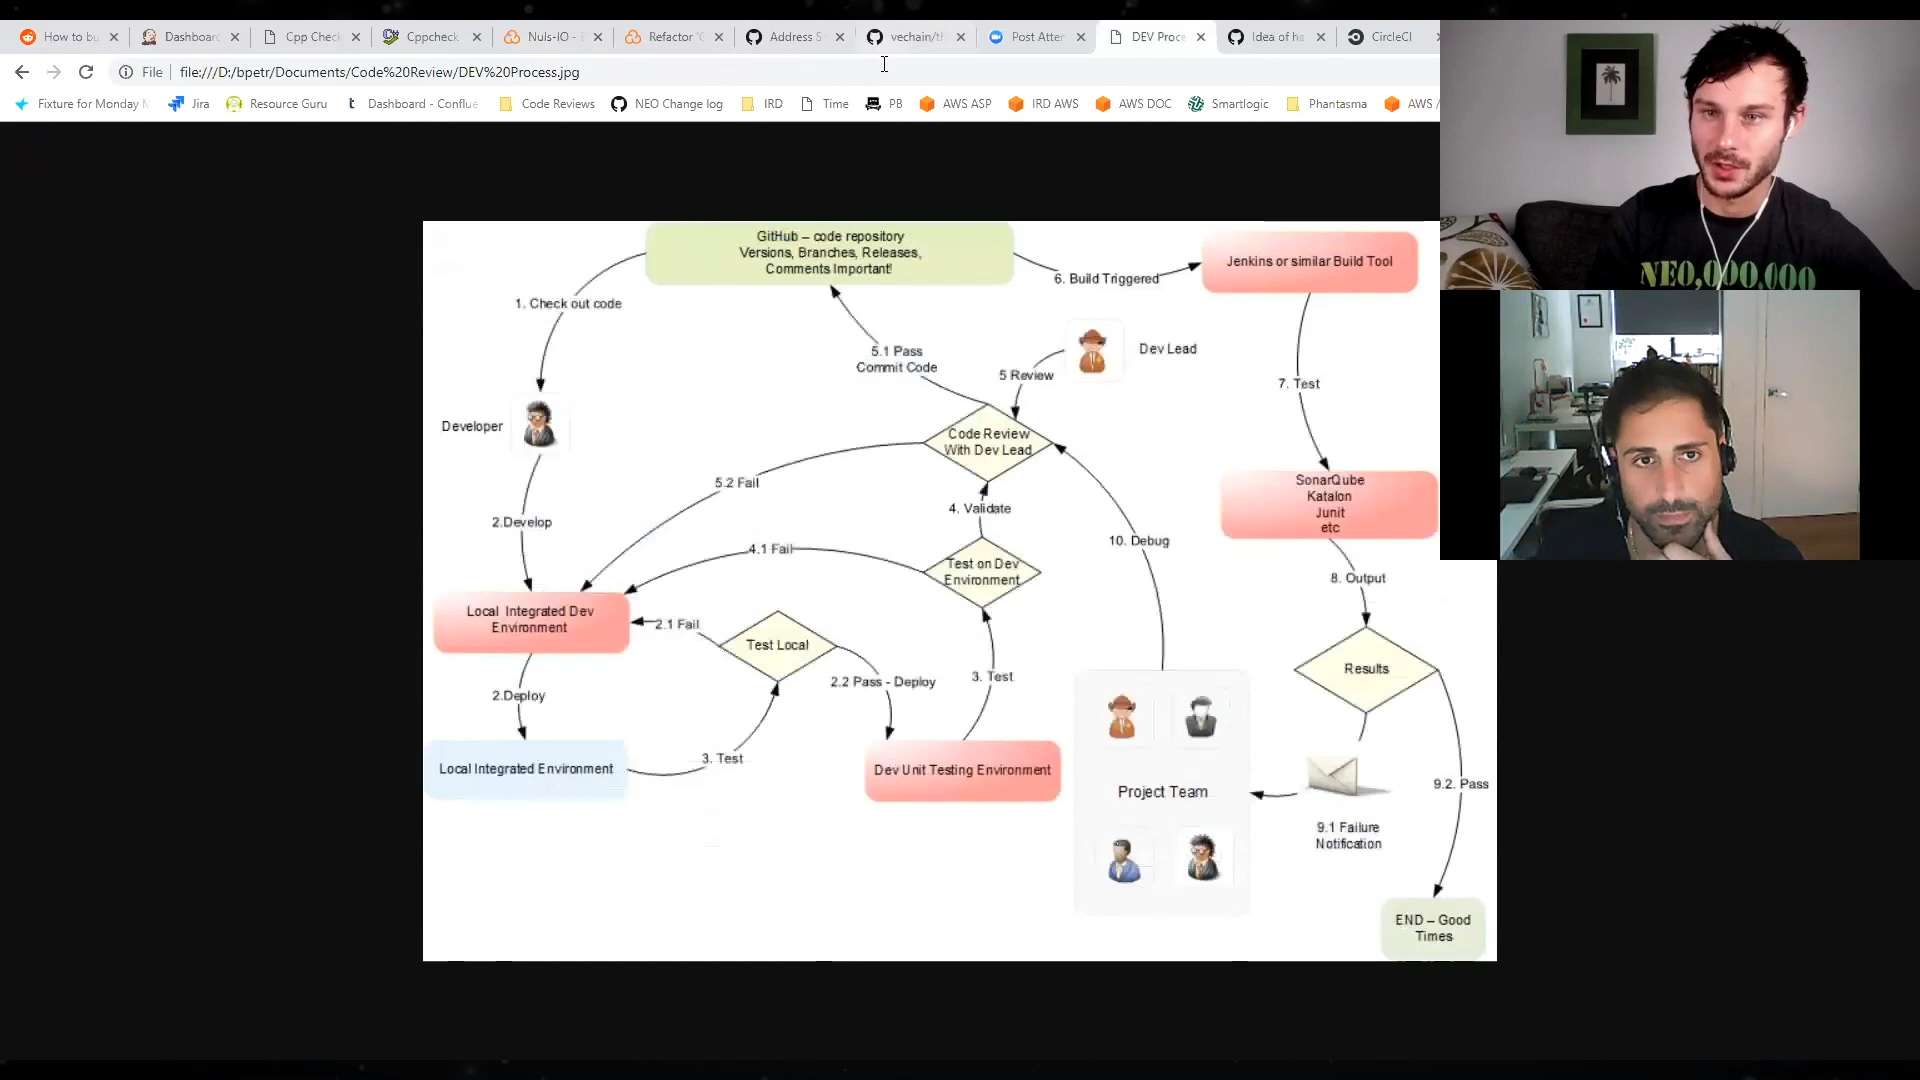 How to bu
Dashboard
Cpp Check
Cppcheck
Nuls-IO -
Refactor
Address S
vechain/th
Post Atter
DEV Proce
Idea of ha
CircleCI
File
file:///D:/bpetr/Documents/Code%20Review/DEV%20Process.jpg
Fixture for Monday
Jira
Resource Guru
Dashboard - Conflue
Code Reviews
NEO Change log
IRD
Time
PB
AWS ASP
IRD AWS
AWS DOC
Smartlogic
Phantasma
AWS /
NEO,000,000
GitHub – code repository
Versions, Branches, Releases,
Comments Important!
6. Build Triggered
Jenkins or similar Build Tool
1. Check out code
5.1 Pass
Commit Code
Dev Lead
5 Review
7. Test
Developer
Code Review
With Dev Lead
5.2 Fail
SonarQube
Katalon
Junit
etc
4. Validate
2.Develop
10. Debug
4.1 Fail
Test on Dev
Environment
8. Output
Local Integrated Dev
Environment
2.1 Fail
Test Local
2.2 Pass - Deploy
3. Test
Results
2.Deploy
3. Test
Local Integrated Environment
Dev Unit Testing Environment
Project Team
9.2. Pass
9.1 Failure
Notification
END – Good
Times